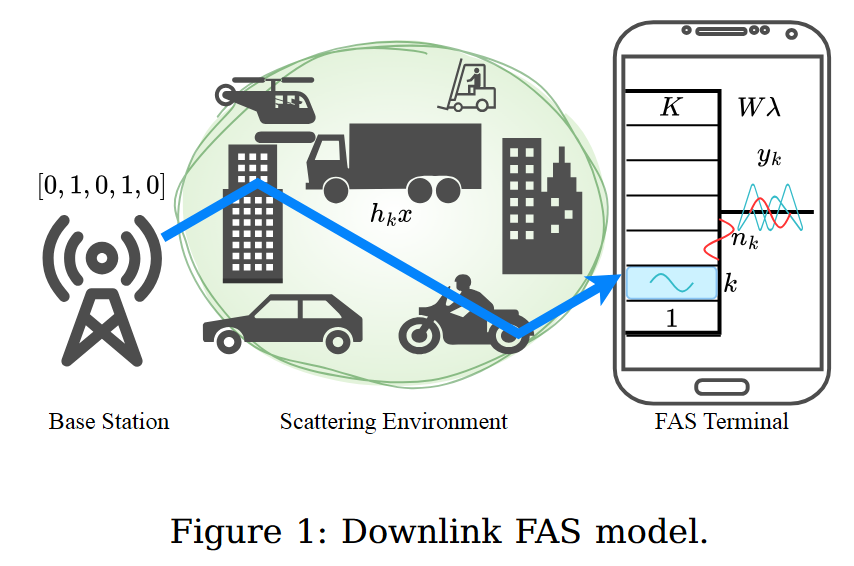 [0, 1, 0, 1, 0]
h_k x
K
Wλ
y_k
n_k
k
1
Base Station
Scattering Environment
FAS Terminal
Figure 1: Downlink FAS model.